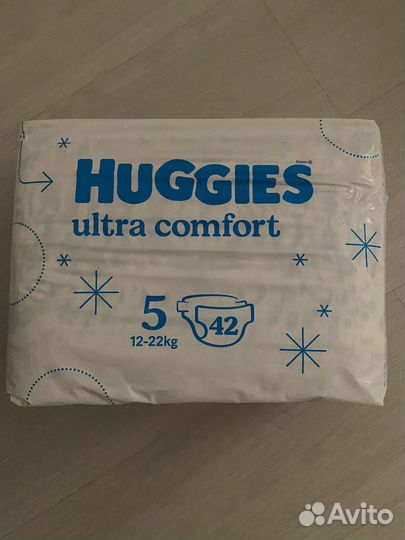 HUGGIES
ultra comfort
5
42
12-22kg
Avito